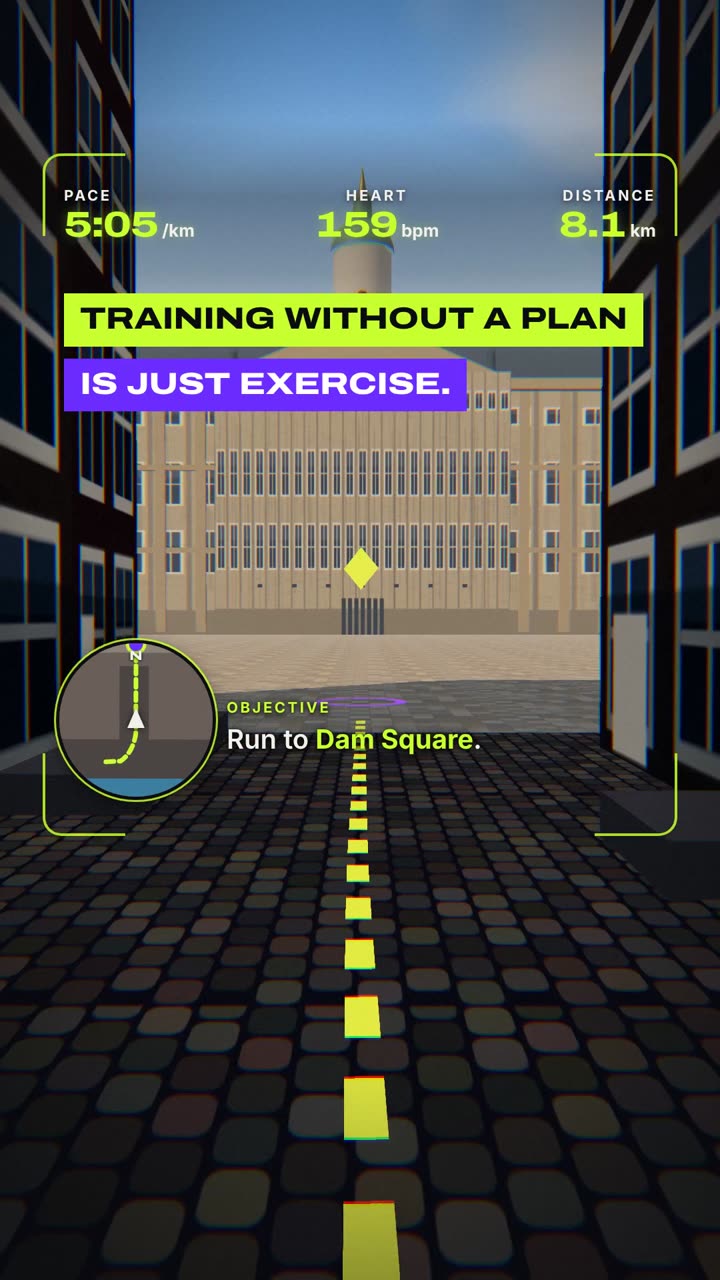 PACE
5:05 /km
HEART
159 bpm
DISTANCE
8.1 km
TRAINING WITHOUT A PLAN
IS JUST EXERCISE.
N
OBJECTIVE
Run to Dam Square.